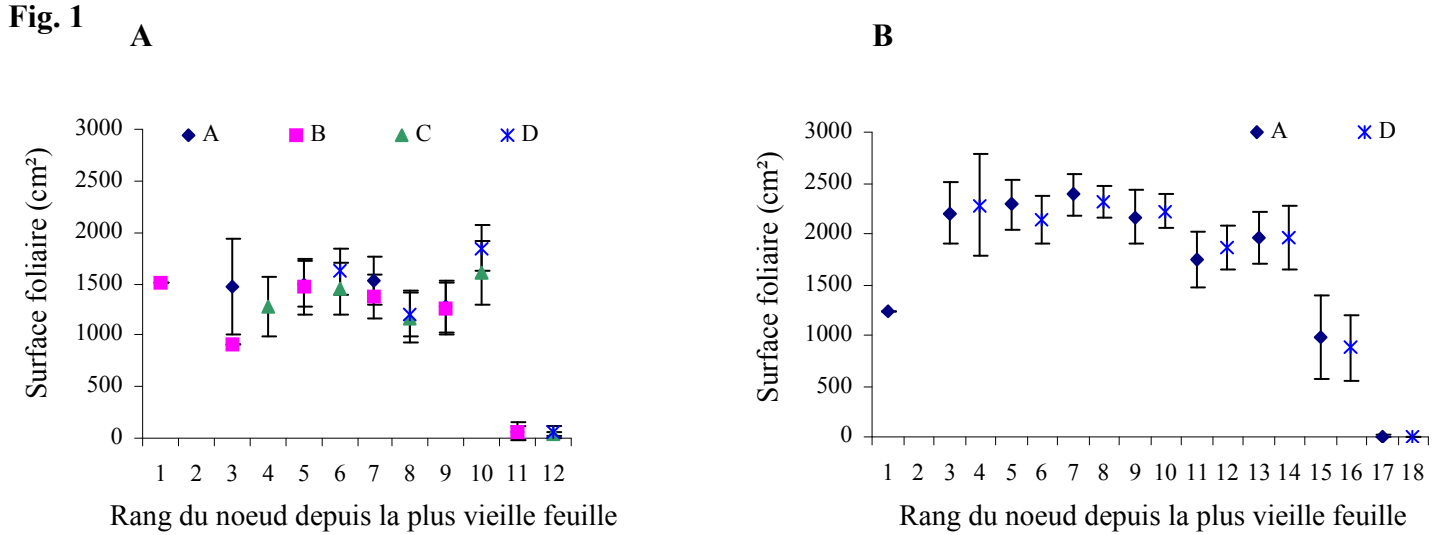 Fig. 1
A
A B C D
3000
2500
2000
1500
1000
500
0
1 2 3 4 5 6 7 8 9 10 11 12
Surface foliaire (cm²)
Rang du noeud depuis la plus vieille feuille
B
A D
3000
2500
2000
1500
1000
500
0
1 2 3 4 5 6 7 8 9 10 11 12 13 14 15 16 17 18
Surface foliaire (cm²)
Rang du noeud depuis la plus vieille feuille